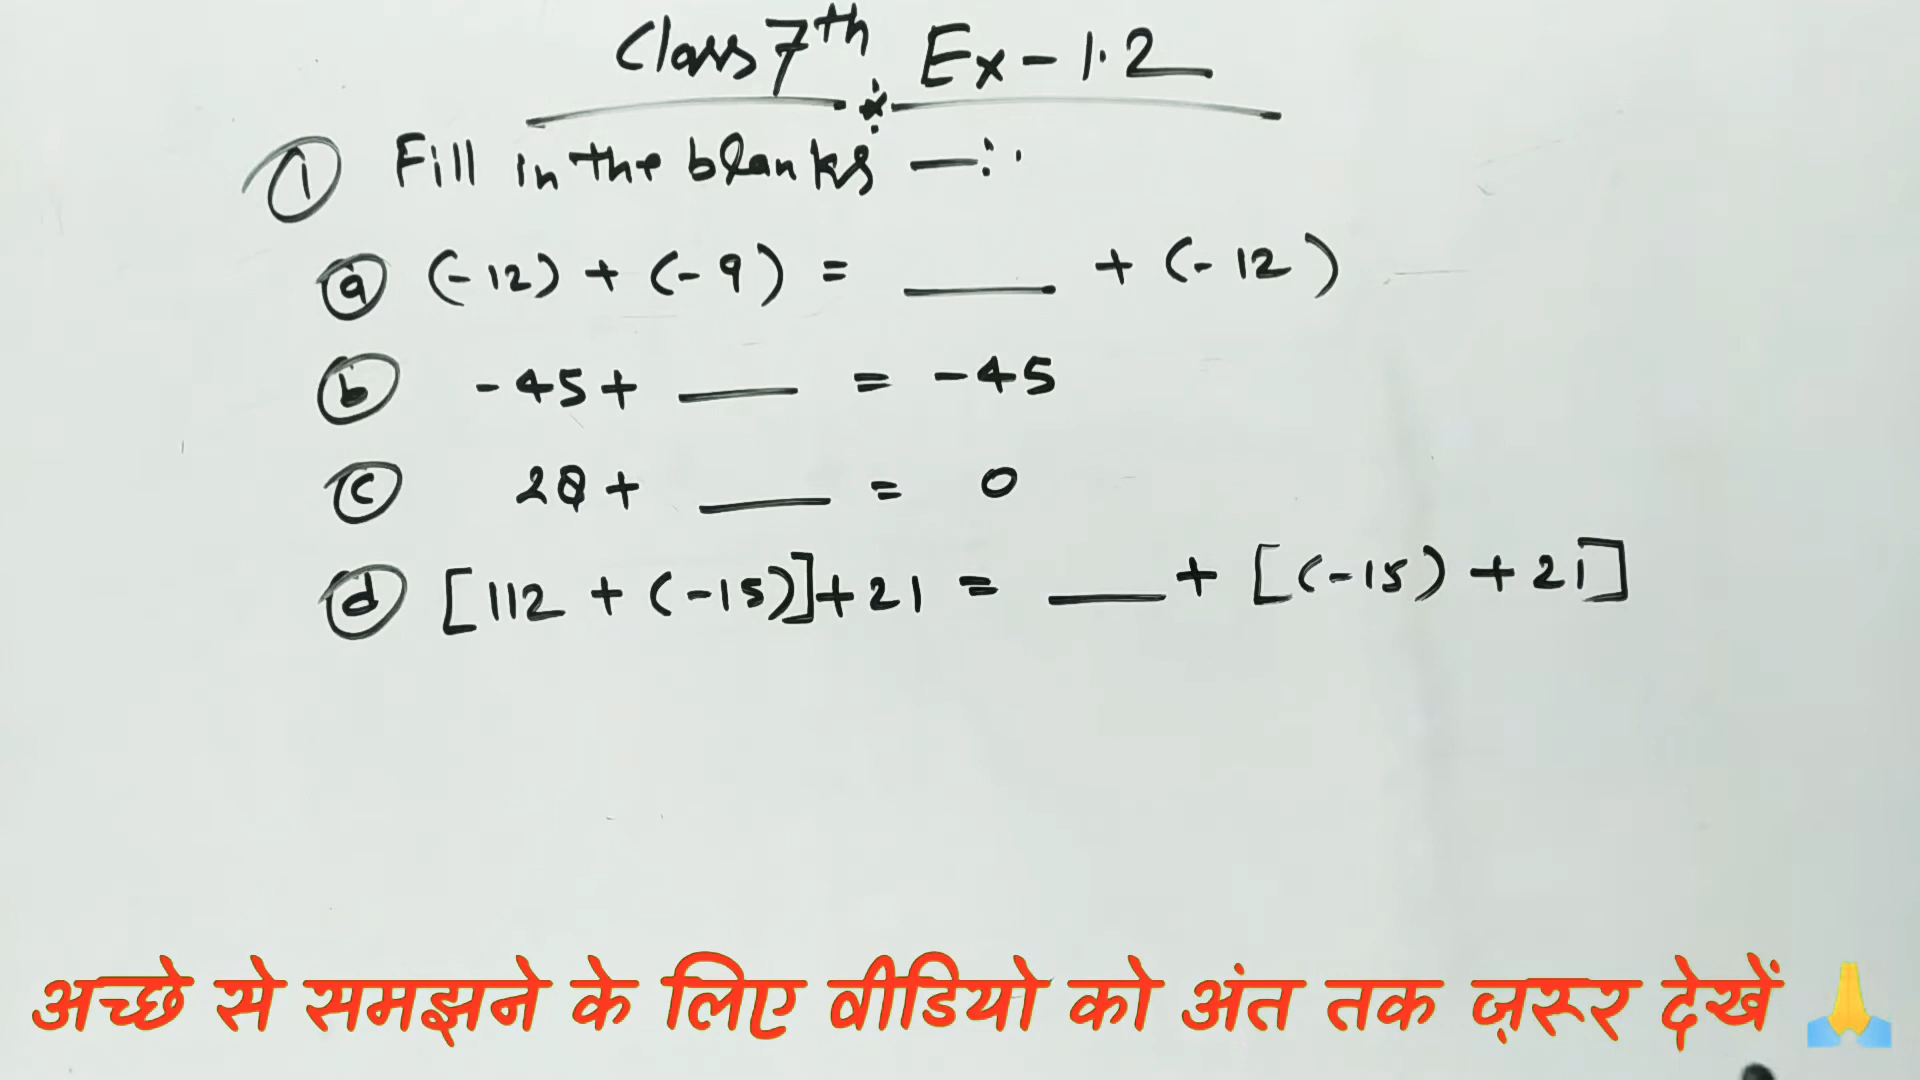 Class 7th Ex-1.2
① Fill in the blanks —:
ⓐ (-12) + (-9) = ____ + (-12)
ⓑ -45 + ____ = -45
ⓒ 28 + ____ = 0
ⓓ [112 + (-15)] + 21 = ____ + [(-15) + 21]
अच्छे से समझने के लिए वीडियो को अंत तक ज़रूर देखें 🙏